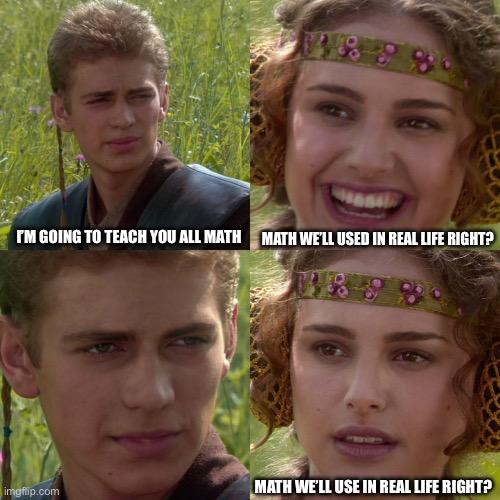 I'M GOING TO TEACH YOU ALL MATH
MATH WE'LL USED IN REAL LIFE RIGHT?
MATH WE'LL USE IN REAL LIFE RIGHT?
imgflip.com